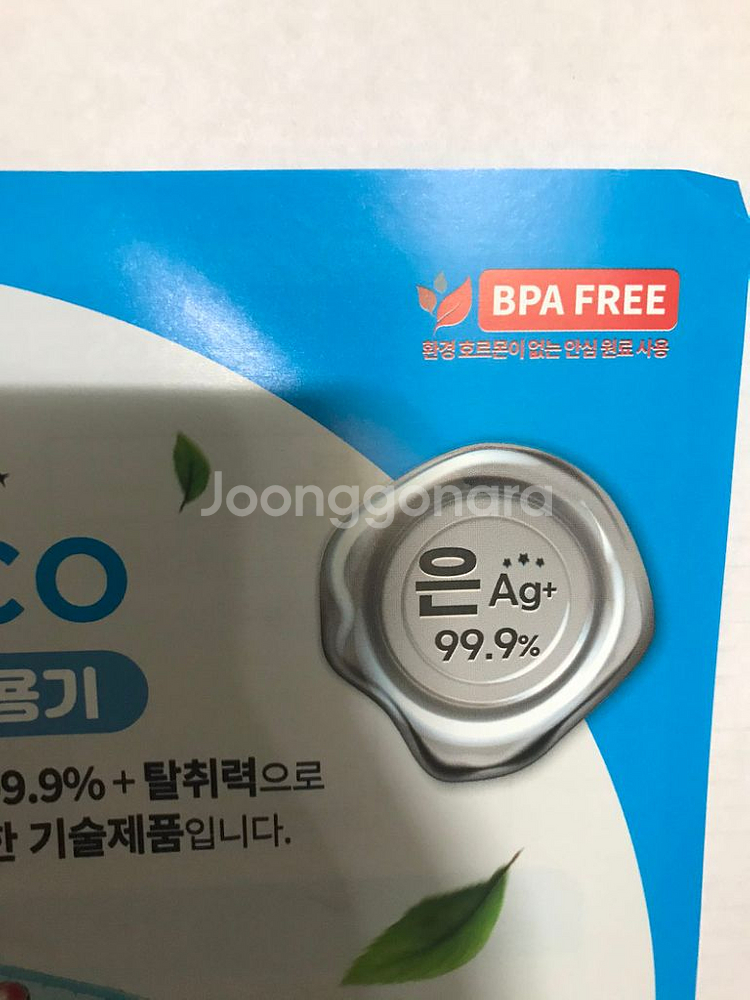 BPA FREE
환경 호르몬이 없는 안심 원료 사용
Joonggonara
은 Ag+
99.9%
CO
용기
9.9% + 탈취력으로
한 기술제품입니다.